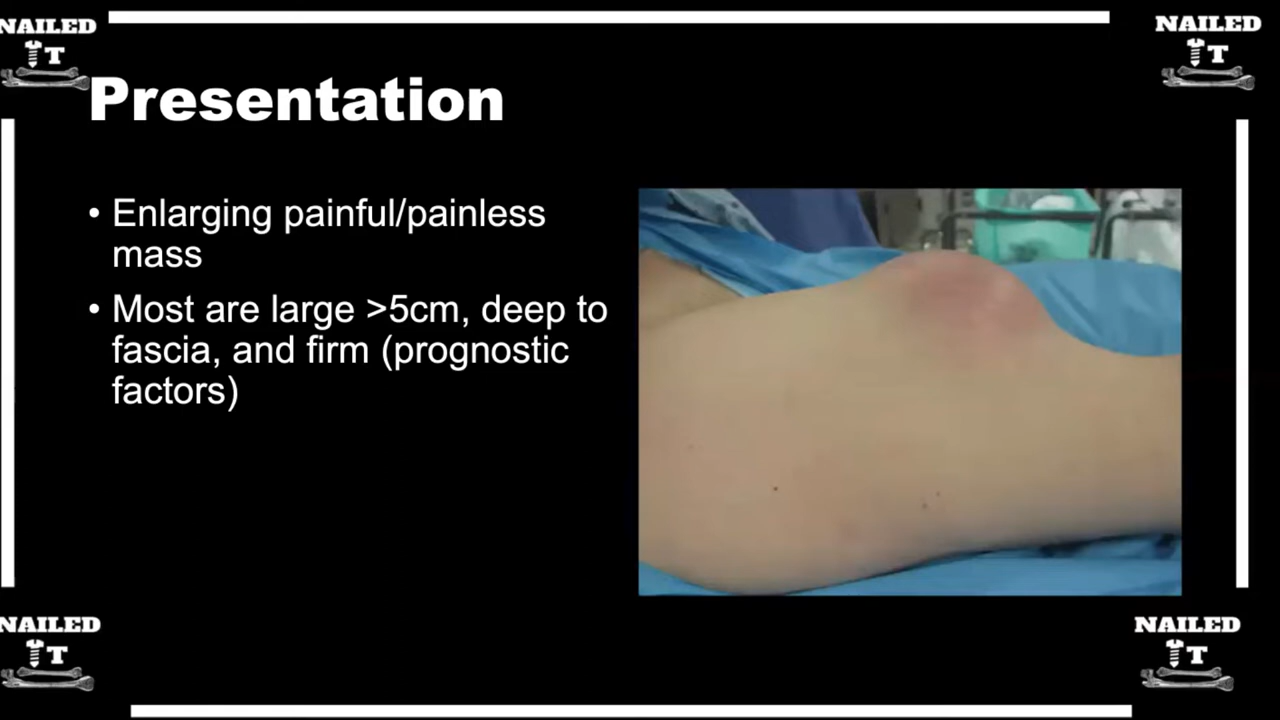 NAILED
IT
NAILED
IT
Presentation
• Enlarging painful/painless
mass
• Most are large >5cm, deep to
fascia, and firm (prognostic
factors)
NAILED
IT
NAILED
IT